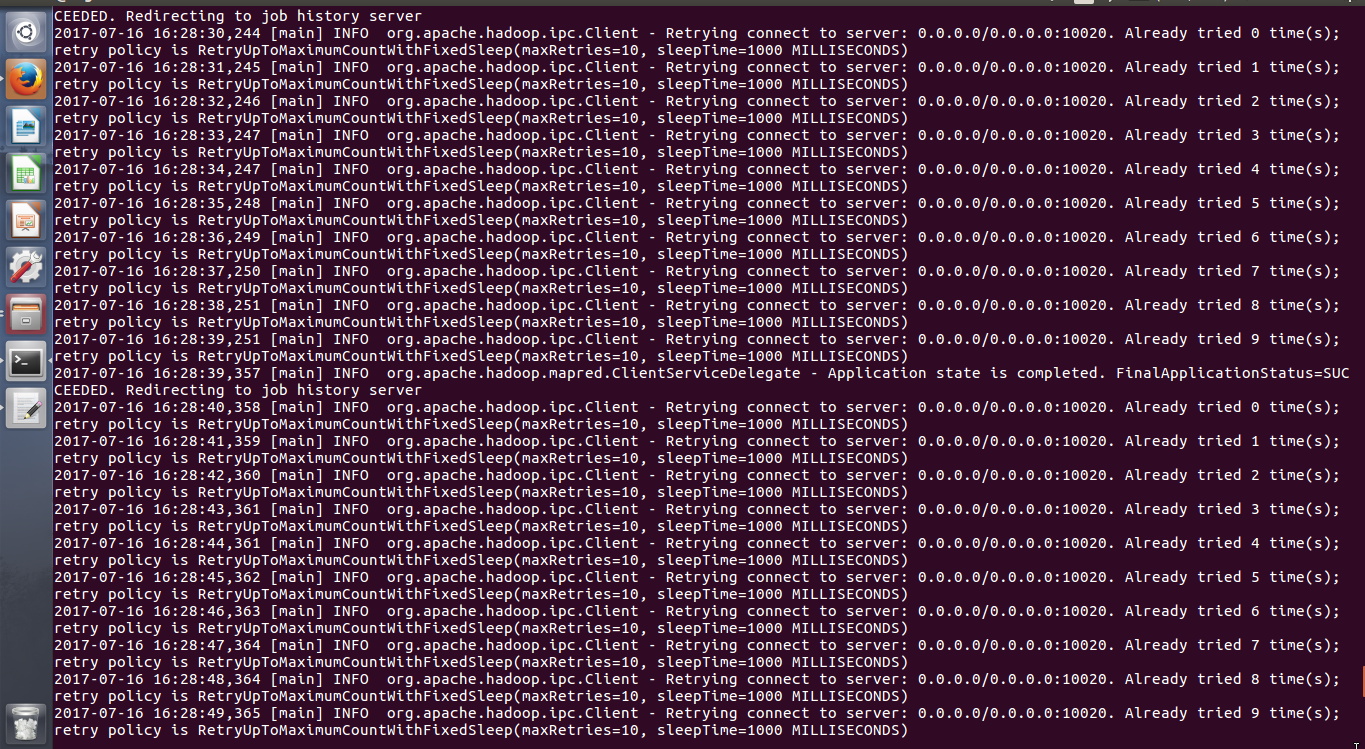 CEEDED. Redirecting to job history server
2017-07-16 16:28:30,244 [main] INFO  org.apache.hadoop.ipc.Client - Retrying connect to server: 0.0.0.0/0.0.0.0:10020. Already tried 0 time(s);
retry policy is RetryUpToMaximumCountWithFixedSleep(maxRetries=10, sleepTime=1000 MILLISECONDS)
2017-07-16 16:28:31,245 [main] INFO  org.apache.hadoop.ipc.Client - Retrying connect to server: 0.0.0.0/0.0.0.0:10020. Already tried 1 time(s);
retry policy is RetryUpToMaximumCountWithFixedSleep(maxRetries=10, sleepTime=1000 MILLISECONDS)
2017-07-16 16:28:32,246 [main] INFO  org.apache.hadoop.ipc.Client - Retrying connect to server: 0.0.0.0/0.0.0.0:10020. Already tried 2 time(s);
retry policy is RetryUpToMaximumCountWithFixedSleep(maxRetries=10, sleepTime=1000 MILLISECONDS)
2017-07-16 16:28:33,247 [main] INFO  org.apache.hadoop.ipc.Client - Retrying connect to server: 0.0.0.0/0.0.0.0:10020. Already tried 3 time(s);
retry policy is RetryUpToMaximumCountWithFixedSleep(maxRetries=10, sleepTime=1000 MILLISECONDS)
2017-07-16 16:28:34,247 [main] INFO  org.apache.hadoop.ipc.Client - Retrying connect to server: 0.0.0.0/0.0.0.0:10020. Already tried 4 time(s);
retry policy is RetryUpToMaximumCountWithFixedSleep(maxRetries=10, sleepTime=1000 MILLISECONDS)
2017-07-16 16:28:35,248 [main] INFO  org.apache.hadoop.ipc.Client - Retrying connect to server: 0.0.0.0/0.0.0.0:10020. Already tried 5 time(s);
retry policy is RetryUpToMaximumCountWithFixedSleep(maxRetries=10, sleepTime=1000 MILLISECONDS)
2017-07-16 16:28:36,249 [main] INFO  org.apache.hadoop.ipc.Client - Retrying connect to server: 0.0.0.0/0.0.0.0:10020. Already tried 6 time(s);
retry policy is RetryUpToMaximumCountWithFixedSleep(maxRetries=10, sleepTime=1000 MILLISECONDS)
2017-07-16 16:28:37,250 [main] INFO  org.apache.hadoop.ipc.Client - Retrying connect to server: 0.0.0.0/0.0.0.0:10020. Already tried 7 time(s);
retry policy is RetryUpToMaximumCountWithFixedSleep(maxRetries=10, sleepTime=1000 MILLISECONDS)
2017-07-16 16:28:38,251 [main] INFO  org.apache.hadoop.ipc.Client - Retrying connect to server: 0.0.0.0/0.0.0.0:10020. Already tried 8 time(s);
retry policy is RetryUpToMaximumCountWithFixedSleep(maxRetries=10, sleepTime=1000 MILLISECONDS)
2017-07-16 16:28:39,251 [main] INFO  org.apache.hadoop.ipc.Client - Retrying connect to server: 0.0.0.0/0.0.0.0:10020. Already tried 9 time(s);
retry policy is RetryUpToMaximumCountWithFixedSleep(maxRetries=10, sleepTime=1000 MILLISECONDS)
2017-07-16 16:28:39,357 [main] INFO  org.apache.hadoop.mapred.ClientServiceDelegate - Application state is completed. FinalApplicationStatus=SUC
CEEDED. Redirecting to job history server
2017-07-16 16:28:40,358 [main] INFO  org.apache.hadoop.ipc.Client - Retrying connect to server: 0.0.0.0/0.0.0.0:10020. Already tried 0 time(s);
retry policy is RetryUpToMaximumCountWithFixedSleep(maxRetries=10, sleepTime=1000 MILLISECONDS)
2017-07-16 16:28:41,359 [main] INFO  org.apache.hadoop.ipc.Client - Retrying connect to server: 0.0.0.0/0.0.0.0:10020. Already tried 1 time(s);
retry policy is RetryUpToMaximumCountWithFixedSleep(maxRetries=10, sleepTime=1000 MILLISECONDS)
2017-07-16 16:28:42,360 [main] INFO  org.apache.hadoop.ipc.Client - Retrying connect to server: 0.0.0.0/0.0.0.0:10020. Already tried 2 time(s);
retry policy is RetryUpToMaximumCountWithFixedSleep(maxRetries=10, sleepTime=1000 MILLISECONDS)
2017-07-16 16:28:43,361 [main] INFO  org.apache.hadoop.ipc.Client - Retrying connect to server: 0.0.0.0/0.0.0.0:10020. Already tried 3 time(s);
retry policy is RetryUpToMaximumCountWithFixedSleep(maxRetries=10, sleepTime=1000 MILLISECONDS)
2017-07-16 16:28:44,361 [main] INFO  org.apache.hadoop.ipc.Client - Retrying connect to server: 0.0.0.0/0.0.0.0:10020. Already tried 4 time(s);
retry policy is RetryUpToMaximumCountWithFixedSleep(maxRetries=10, sleepTime=1000 MILLISECONDS)
2017-07-16 16:28:45,362 [main] INFO  org.apache.hadoop.ipc.Client - Retrying connect to server: 0.0.0.0/0.0.0.0:10020. Already tried 5 time(s);
retry policy is RetryUpToMaximumCountWithFixedSleep(maxRetries=10, sleepTime=1000 MILLISECONDS)
2017-07-16 16:28:46,363 [main] INFO  org.apache.hadoop.ipc.Client - Retrying connect to server: 0.0.0.0/0.0.0.0:10020. Already tried 6 time(s);
retry policy is RetryUpToMaximumCountWithFixedSleep(maxRetries=10, sleepTime=1000 MILLISECONDS)
2017-07-16 16:28:47,364 [main] INFO  org.apache.hadoop.ipc.Client - Retrying connect to server: 0.0.0.0/0.0.0.0:10020. Already tried 7 time(s);
retry policy is RetryUpToMaximumCountWithFixedSleep(maxRetries=10, sleepTime=1000 MILLISECONDS)
2017-07-16 16:28:48,364 [main] INFO  org.apache.hadoop.ipc.Client - Retrying connect to server: 0.0.0.0/0.0.0.0:10020. Already tried 8 time(s);
retry policy is RetryUpToMaximumCountWithFixedSleep(maxRetries=10, sleepTime=1000 MILLISECONDS)
2017-07-16 16:28:49,365 [main] INFO  org.apache.hadoop.ipc.Client - Retrying connect to server: 0.0.0.0/0.0.0.0:10020. Already tried 9 time(s);
retry policy is RetryUpToMaximumCountWithFixedSleep(maxRetries=10, sleepTime=1000 MILLISECONDS)